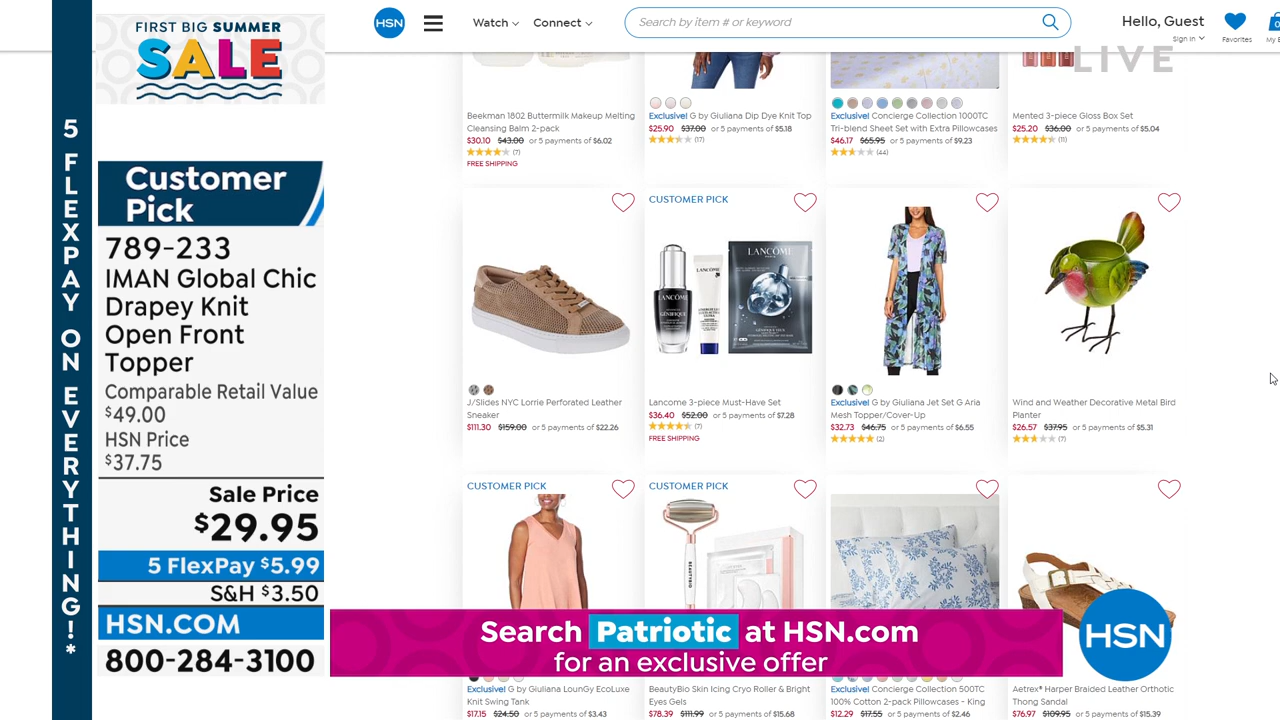 FIRST BIG SUMMER
SALE
5 FLEXPAY ON EVERYTHING!*
Customer
Pick
789-233
IMAN Global Chic
Drapey Knit
Open Front
Topper
Comparable Retail Value
$49.00
HSN Price
$37.75
Sale Price
$29.95
5 FlexPay $5.99
S&H $3.50
HSN.COM
800-284-3100
HSN
Watch
Connect
Search by item # or keyword
Hello, Guest
Sign In
Favorites
0
LIVE
Beekman 1802 Buttermilk Makeup Melting
Cleansing Balm 2-pack
$30.10 $43.00 or 5 payments of $6.02
(7)
FREE SHIPPING
Exclusive! G by Giuliana Dip Dye Knit Top
$25.90 $37.00 or 5 payments of $5.18
(17)
Exclusive! Concierge Collection 1000TC
Tri-blend Sheet Set with Extra Pillowcases
$46.17 $65.95 or 5 payments of $9.23
(44)
Mented 3-piece Gloss Box Set
$25.20 $36.00 or 5 payments of $5.04
(11)
J/Slides NYC Lorrie Perforated Leather
Sneaker
$111.30 $159.00 or 5 payments of $22.26
CUSTOMER PICK
LANCÔME
LANCÔME
LANCÔME
GÉNIFIQUE
Lancome 3-piece Must-Have Set
$36.40 $52.00 or 5 payments of $7.28
(7)
FREE SHIPPING
Exclusive! G by Giuliana Jet Set G Aria
Mesh Topper/Cover-Up
$32.73 $46.75 or 5 payments of $6.55
(2)
Wind and Weather Decorative Metal Bird
Planter
$26.57 $37.95 or 5 payments of $5.31
(7)
CUSTOMER PICK
Exclusive! G by Giuliana LounGy EcoLuxe
Knit Swing Tank
$17.15 $24.50 or 5 payments of $3.43
CUSTOMER PICK
BEAUTYBIO
BeautyBio Skin Icing Cryo Roller & Bright
Eyes Gels
$78.39 $111.99 or 5 payments of $15.68
Exclusive! Concierge Collection 500TC
100% Cotton 2-pack Pillowcases - King
$12.29 $17.55 or 5 payments of $2.46
Aetrex® Harper Braided Leather Orthotic
Thong Sandal
$76.97 $109.95 or 5 payments of $15.39
Search Patriotic at HSN.com
for an exclusive offer
HSN